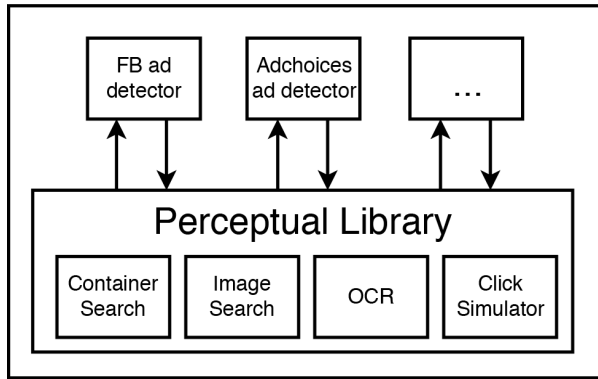 FB ad
detector
Adchoices
ad detector
...
Perceptual Library
Container
Search
Image
Search
OCR
Click
Simulator